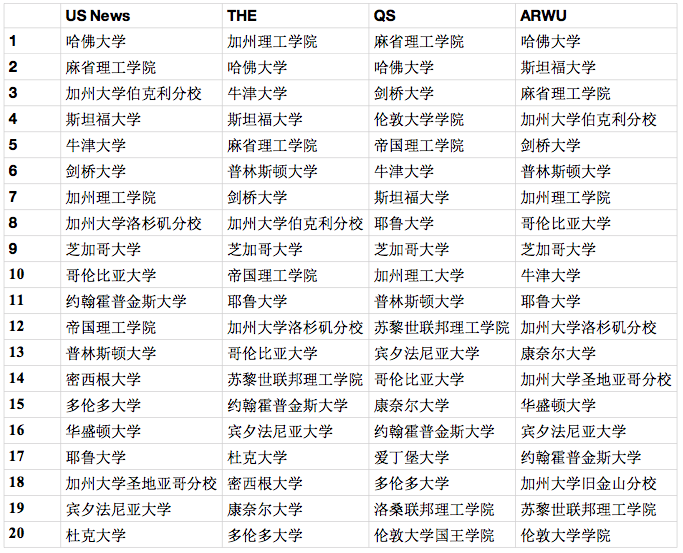 US News THE QS ARWU
1 哈佛大学 加州理工学院 麻省理工学院 哈佛大学
2 麻省理工学院 哈佛大学 哈佛大学 斯坦福大学
3 加州大学伯克利分校 牛津大学 剑桥大学 麻省理工学院
4 斯坦福大学 斯坦福大学 伦敦大学学院 加州大学伯克利分校
5 牛津大学 麻省理工学院 帝国理工学院 剑桥大学
6 剑桥大学 普林斯顿大学 牛津大学 普林斯顿大学
7 加州理工学院 剑桥大学 斯坦福大学 加州理工学院
8 加州大学洛杉矶分校 加州大学伯克利分校 耶鲁大学 哥伦比亚大学
9 芝加哥大学 芝加哥大学 芝加哥大学 芝加哥大学
10 哥伦比亚大学 帝国理工学院 加州理工大学 牛津大学
11 约翰霍普金斯大学 耶鲁大学 普林斯顿大学 耶鲁大学
12 帝国理工学院 加州大学洛杉矶分校 苏黎世联邦理工学院 加州大学洛杉矶分校
13 普林斯顿大学 哥伦比亚大学 宾夕法尼亚大学 康奈尔大学
14 密西根大学 苏黎世联邦理工学院 哥伦比亚大学 加州大学圣地亚哥分校
15 多伦多大学 约翰霍普金斯大学 康奈尔大学 华盛顿大学
16 华盛顿大学 宾夕法尼亚大学 约翰霍普金斯大学 宾夕法尼亚大学
17 耶鲁大学 杜克大学 爱丁堡大学 约翰霍普金斯大学
18 加州大学圣地亚哥分校 密西根大学 多伦多大学 加州大学旧金山分校
19 宾夕法尼亚大学 康奈尔大学 洛桑联邦理工学院 苏黎世联邦理工学院
20 杜克大学 多伦多大学 伦敦大学国王学院 伦敦大学学院